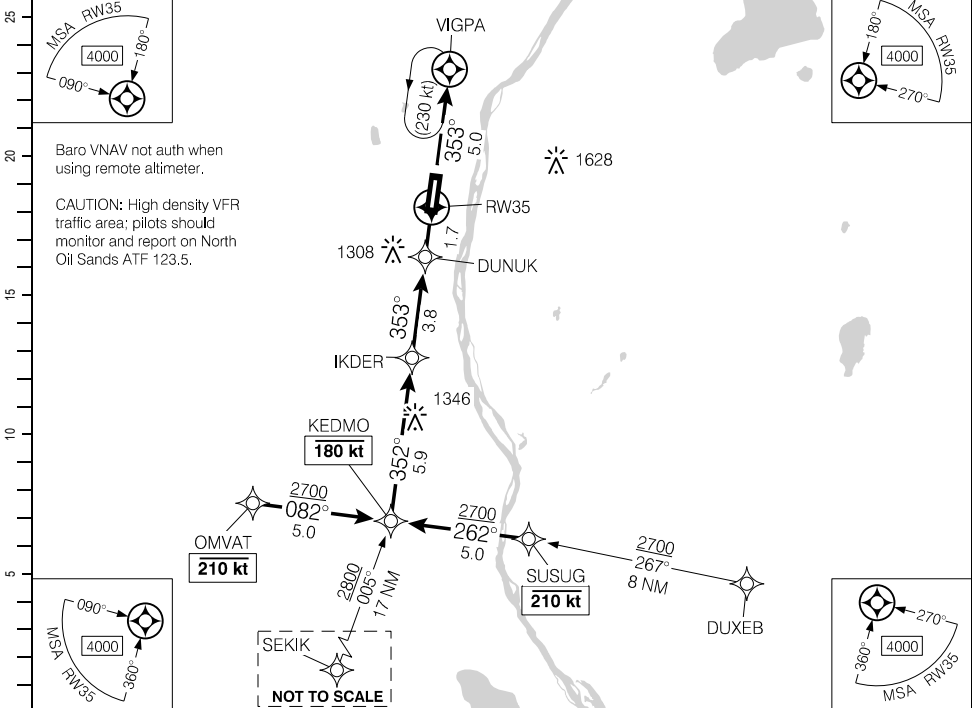 25
20
15
10
5
MSA RW35
4000
180°
090°
MSA RW35
4000
180°
270°
Baro VNAV not auth when
using remote altimeter.
CAUTION: High density VFR
traffic area; pilots should
monitor and report on North
Oil Sands ATF 123.5.
VIGPA
(230 kt)
353°
5.0
1628
RW35
1308
1.7
DUNUK
353°
3.8
IKDER
1346
KEDMO
180 kt
352°
5.9
2700
082°
5.0
OMVAT
210 kt
2700
262°
5.0
SUSUG
210 kt
2700
267°
8 NM
DUXEB
2800
005°
17 NM
SEKIK
NOT TO SCALE
090°
4000
360°
MSA RW35
270°
4000
360°
MSA RW35